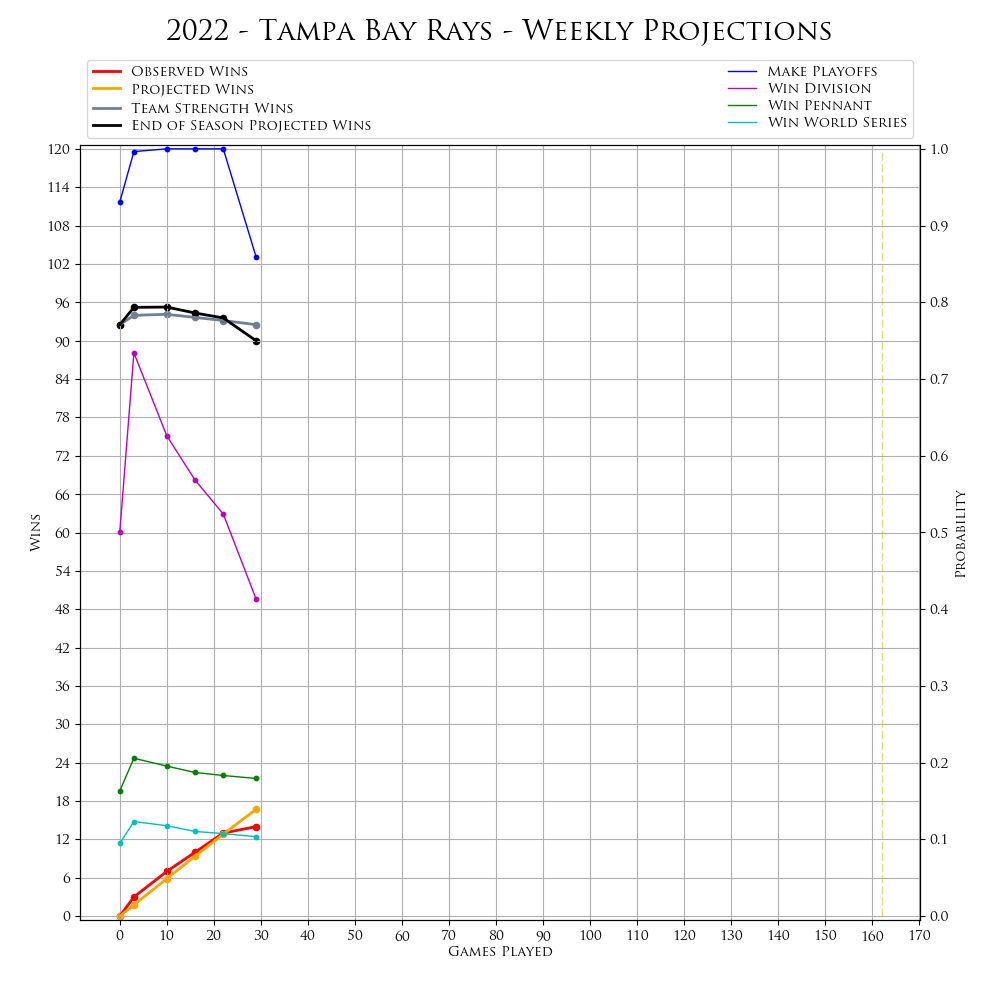 2022 - Tampa Bay Rays - Weekly Projections
Observed Wins
Projected Wins
Team Strength Wins
End of Season Projected Wins
Make Playoffs
Win Division
Win Pennant
Win World Series
120
114
108
102
96
90
84
78
72
66
60
54
48
42
36
30
24
18
12
6
0
Wins
1.0
0.9
0.8
0.7
0.6
0.5
0.4
0.3
0.2
0.1
0.0
Probability
0 10 20 30 40 50 60 70 80 90 100 110 120 130 140 150 160 170
Games Played